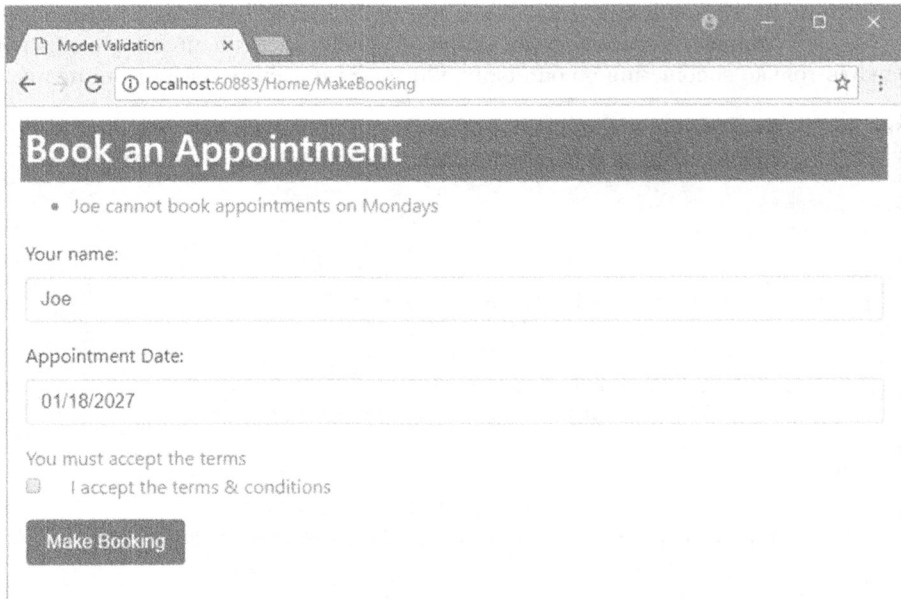 Model Validation
localhost:60883/Home/MakeBooking
Book an Appointment
Joe cannot book appointments on Mondays
Your name:
Joe
Appointment Date:
01/18/2027
You must accept the terms
I accept the terms & conditions
Make Booking